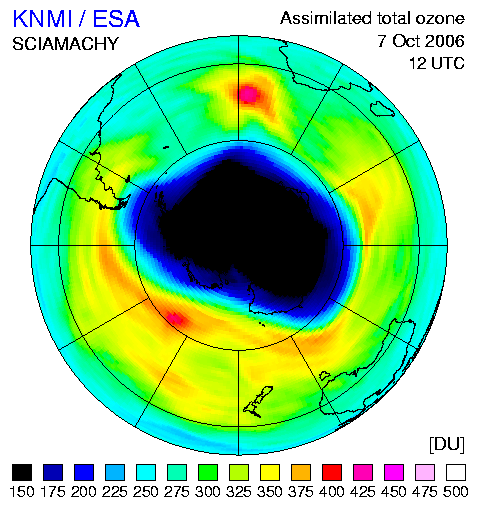 KNMI / ESA
SCIAMACHY
Assimilated total ozone
7 Oct 2006
12 UTC
[DU]
150 175 200 225 250 275 300 325 350 375 400 425 450 475 500